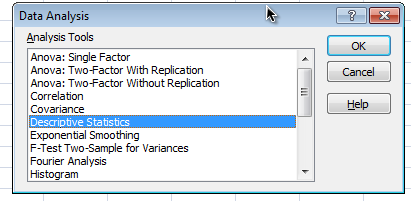 Data Analysis
Analysis Tools
Anova: Single Factor
Anova: Two-Factor With Replication
Anova: Two-Factor Without Replication
Correlation
Covariance
Descriptive Statistics
Exponential Smoothing
F-Test Two-Sample for Variances
Fourier Analysis
Histogram
OK
Cancel
Help